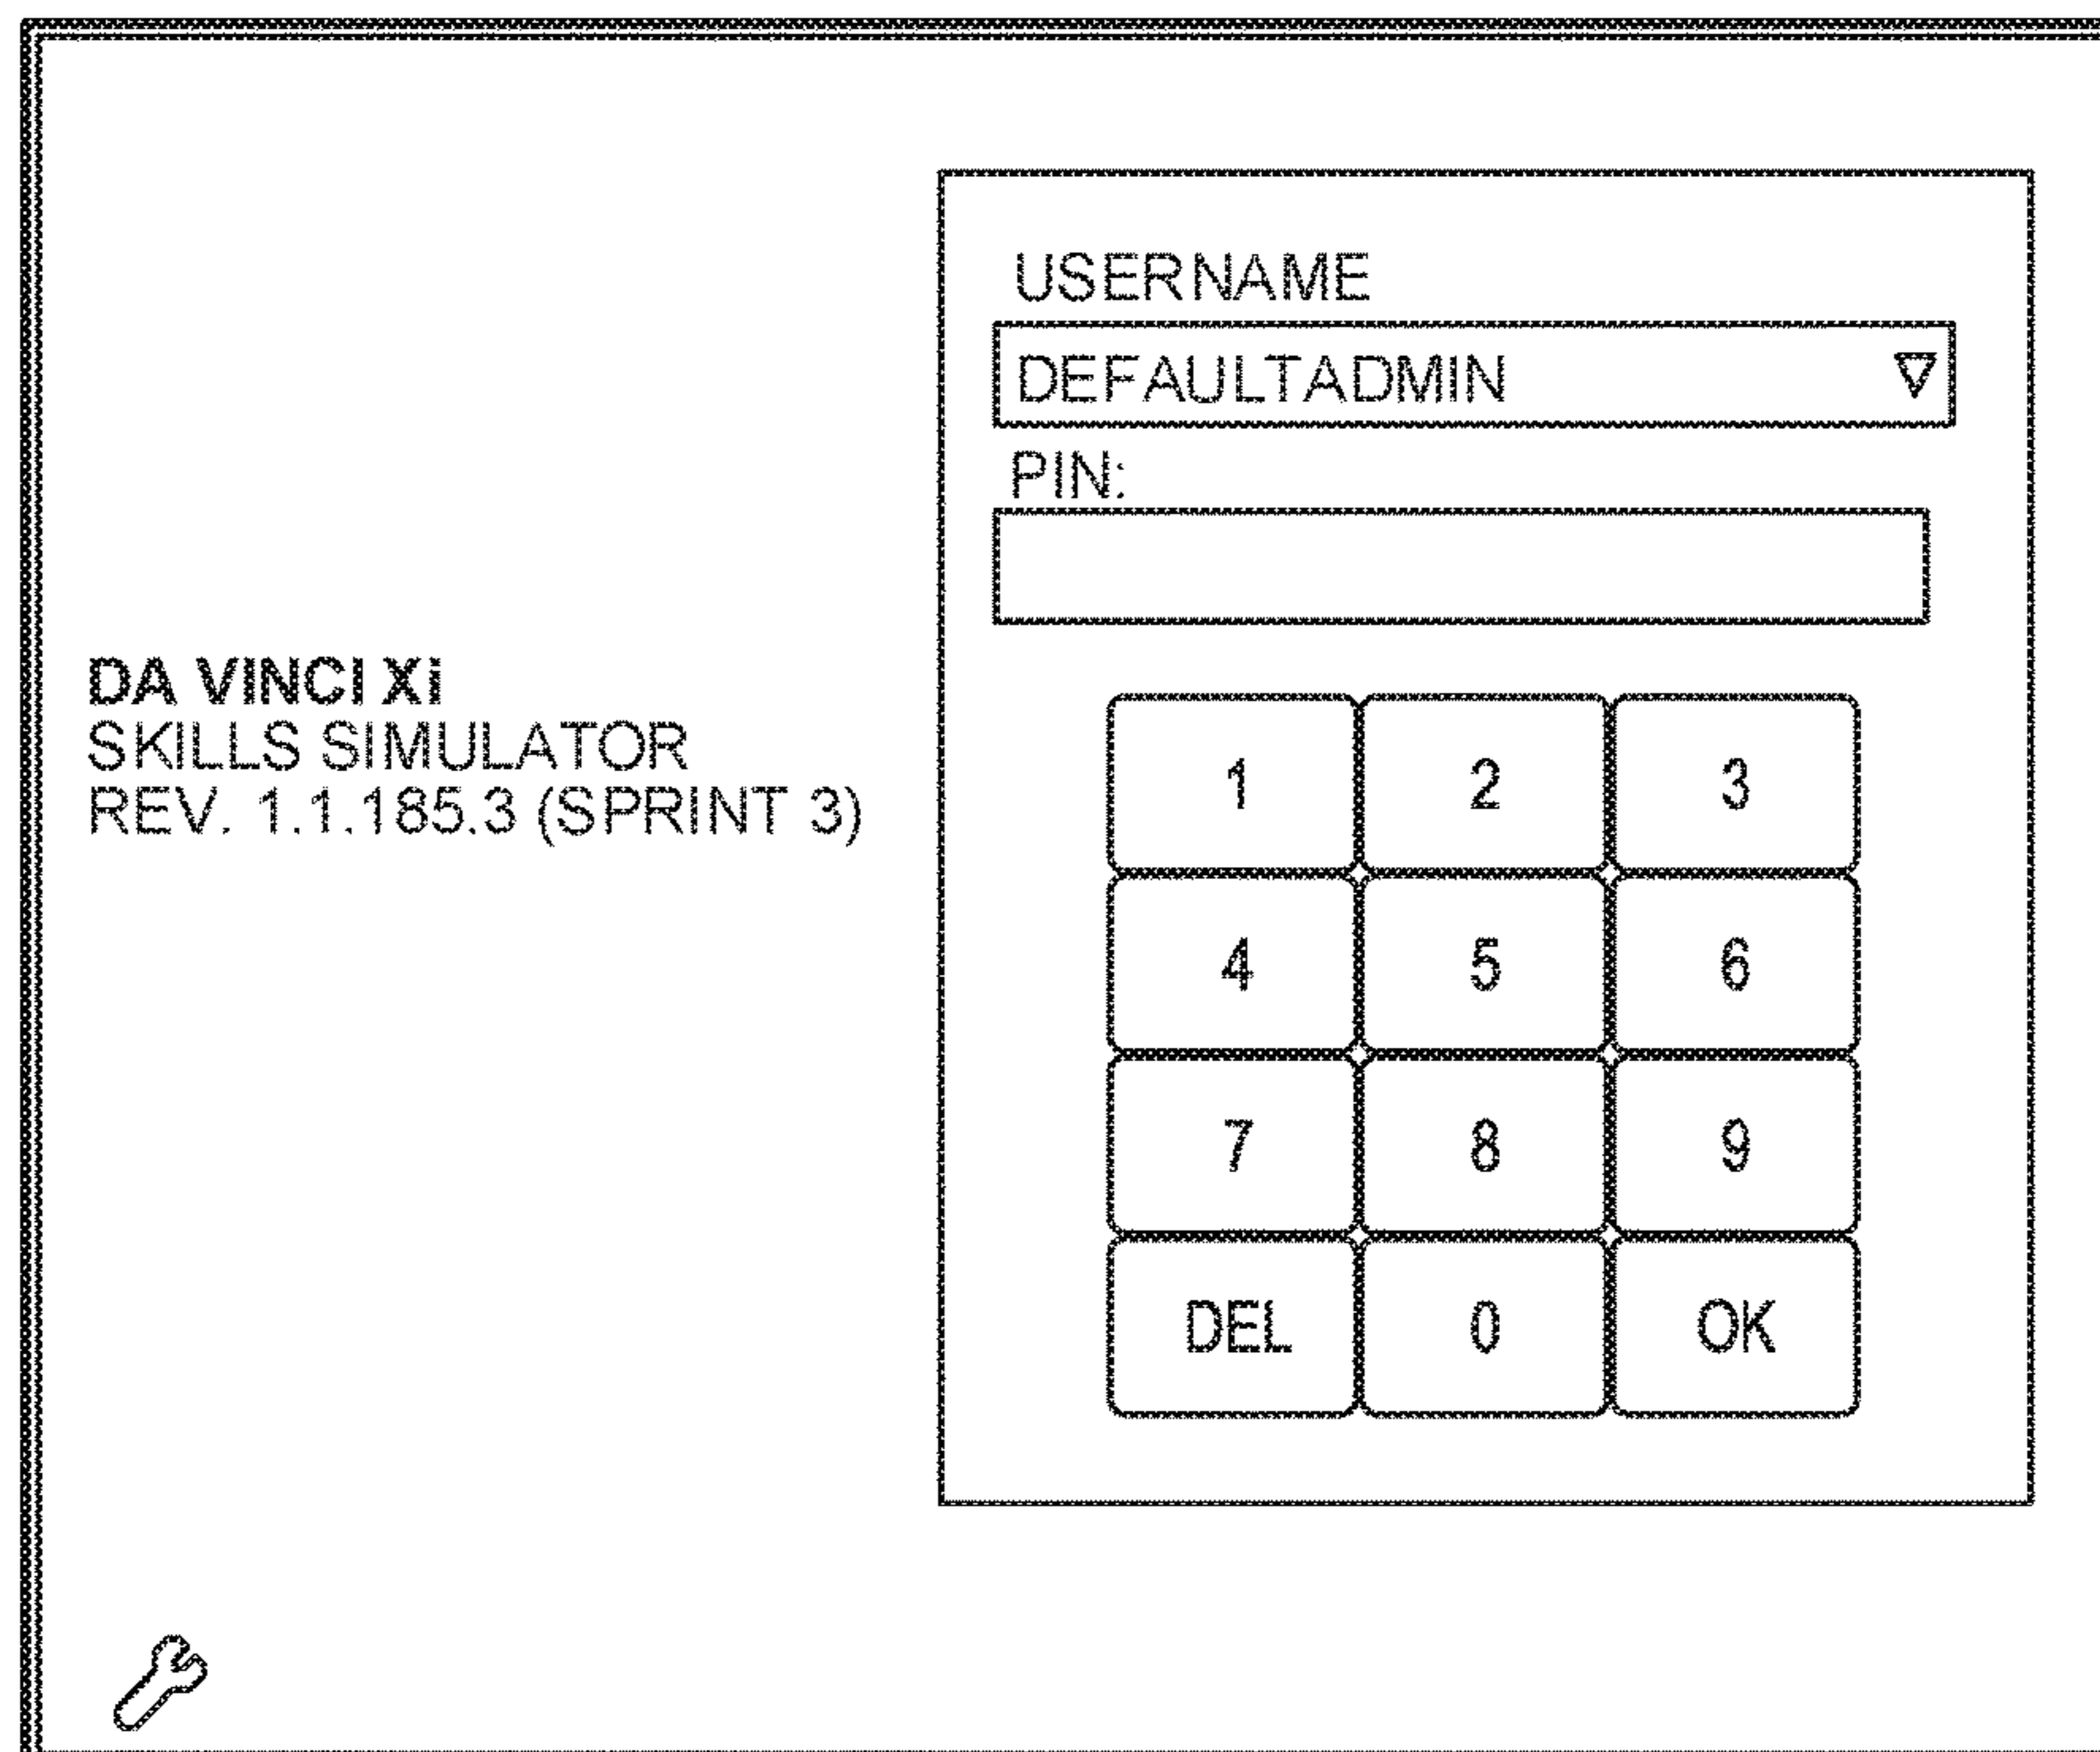 DA VINCI Xi
SKILLS SIMULATOR
REV. 1.1.185.3 (SPRINT 3)
USERNAME
DEFAULTADMIN
PIN:
1 2 3
4 5 6
7 8 9
DEL 0 OK